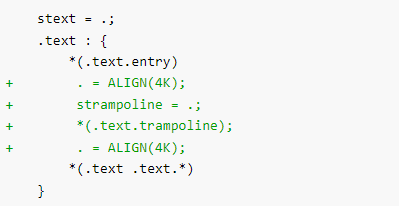 stext = .;
    .text : {
        *(.text.entry)
+        . = ALIGN(4K);
+        strampoline = .;
+        *(.text.trampoline);
+        . = ALIGN(4K);
        *(.text .text.*)
    }